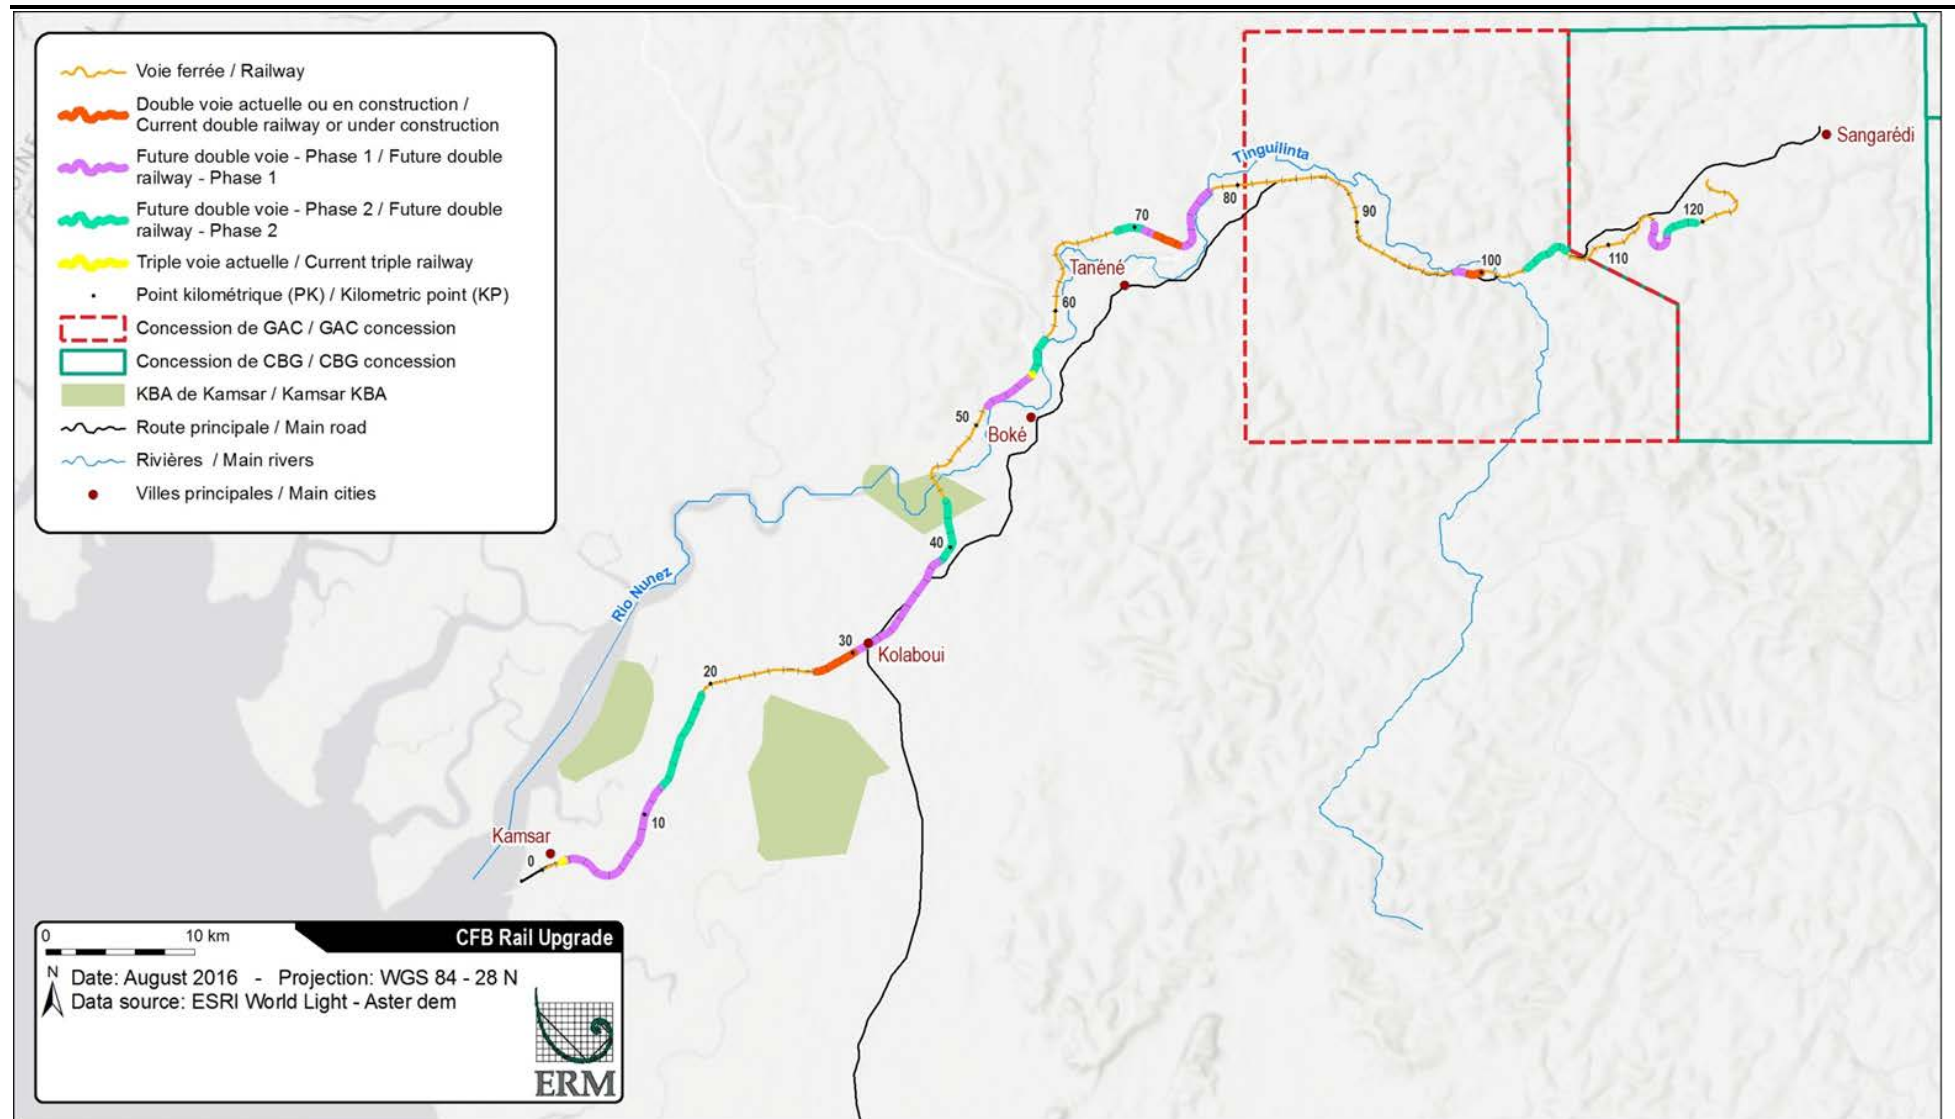 Voie ferrée / Railway
Double voie actuelle ou en construction /
Current double railway or under construction
Future double voie - Phase 1 / Future double
railway - Phase 1
Future double voie - Phase 2 / Future double
railway - Phase 2
Triple voie actuelle / Current triple railway
Point kilométrique (PK) / Kilometric point (KP)
Concession de GAC / GAC concession
Concession de CBG / CBG concession
KBA de Kamsar / Kamsar KBA
Route principale / Main road
Rivières / Main rivers
Villes principales / Main cities
Sangarédi
Tinguilinta
80
90
120
70
110
100
Tanéné
60
50
Boké
40
Rio Nunez
30
Kolaboui
20
10
Kamsar
0
0 10 km
CFB Rail Upgrade
N
Date: August 2016 - Projection: WGS 84 - 28 N
Data source: ESRI World Light - Aster dem
ERM